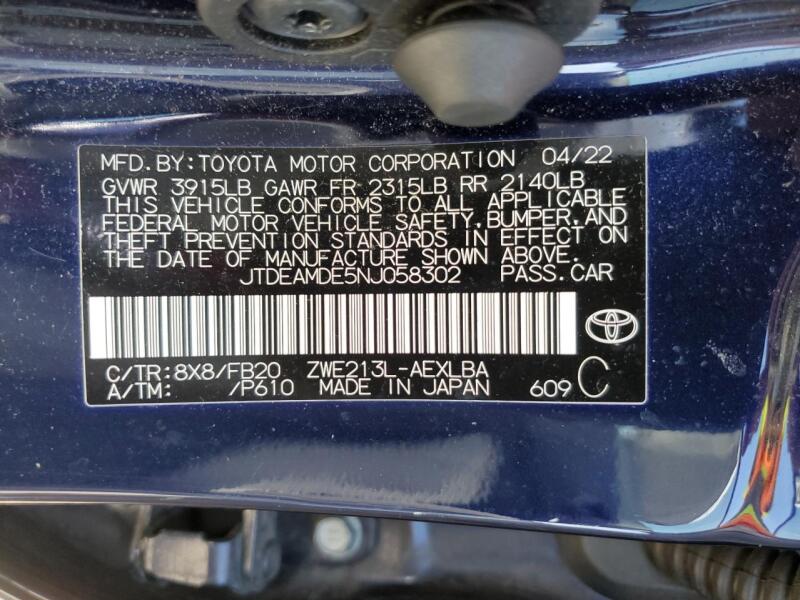 MFD.BY:TOYOTA MOTOR CORPORATION 04/22
GVWR 3915LB GAWR FR 2315LB RR 2140LB
THIS VEHICLE CONFORMS TO ALL APPLICABLE
FEDERAL MOTOR VEHICLE SAFETY,BUMPER,AND
THEFT PREVENTION STANDARDS IN EFFECT ON
THE DATE OF MANUFACTURE SHOWN ABOVE.
JTDEAMDE5NJ058302 PASS.CAR
C/TR:8X8/FB20 ZWE213L-AEXLBA
A/TM: /P610 MADE IN JAPAN 609 C